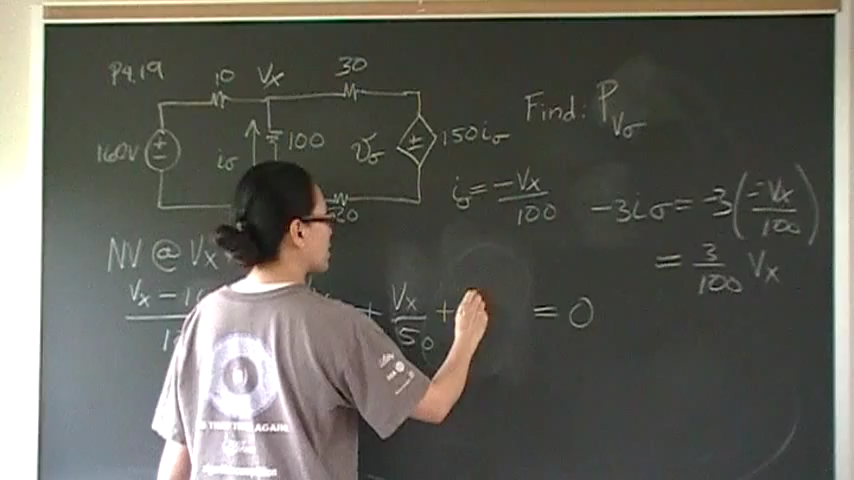 P4.19
10 Vx 30
160V iσ 100 vσ 150iσ
20
Find: Pvσ
iσ = -Vx/100
-3iσ = -3(-Vx/100)
= 3/100 Vx
NV @ Vx
Vx - 1
+ Vx/50 + = 0
AGAIN.